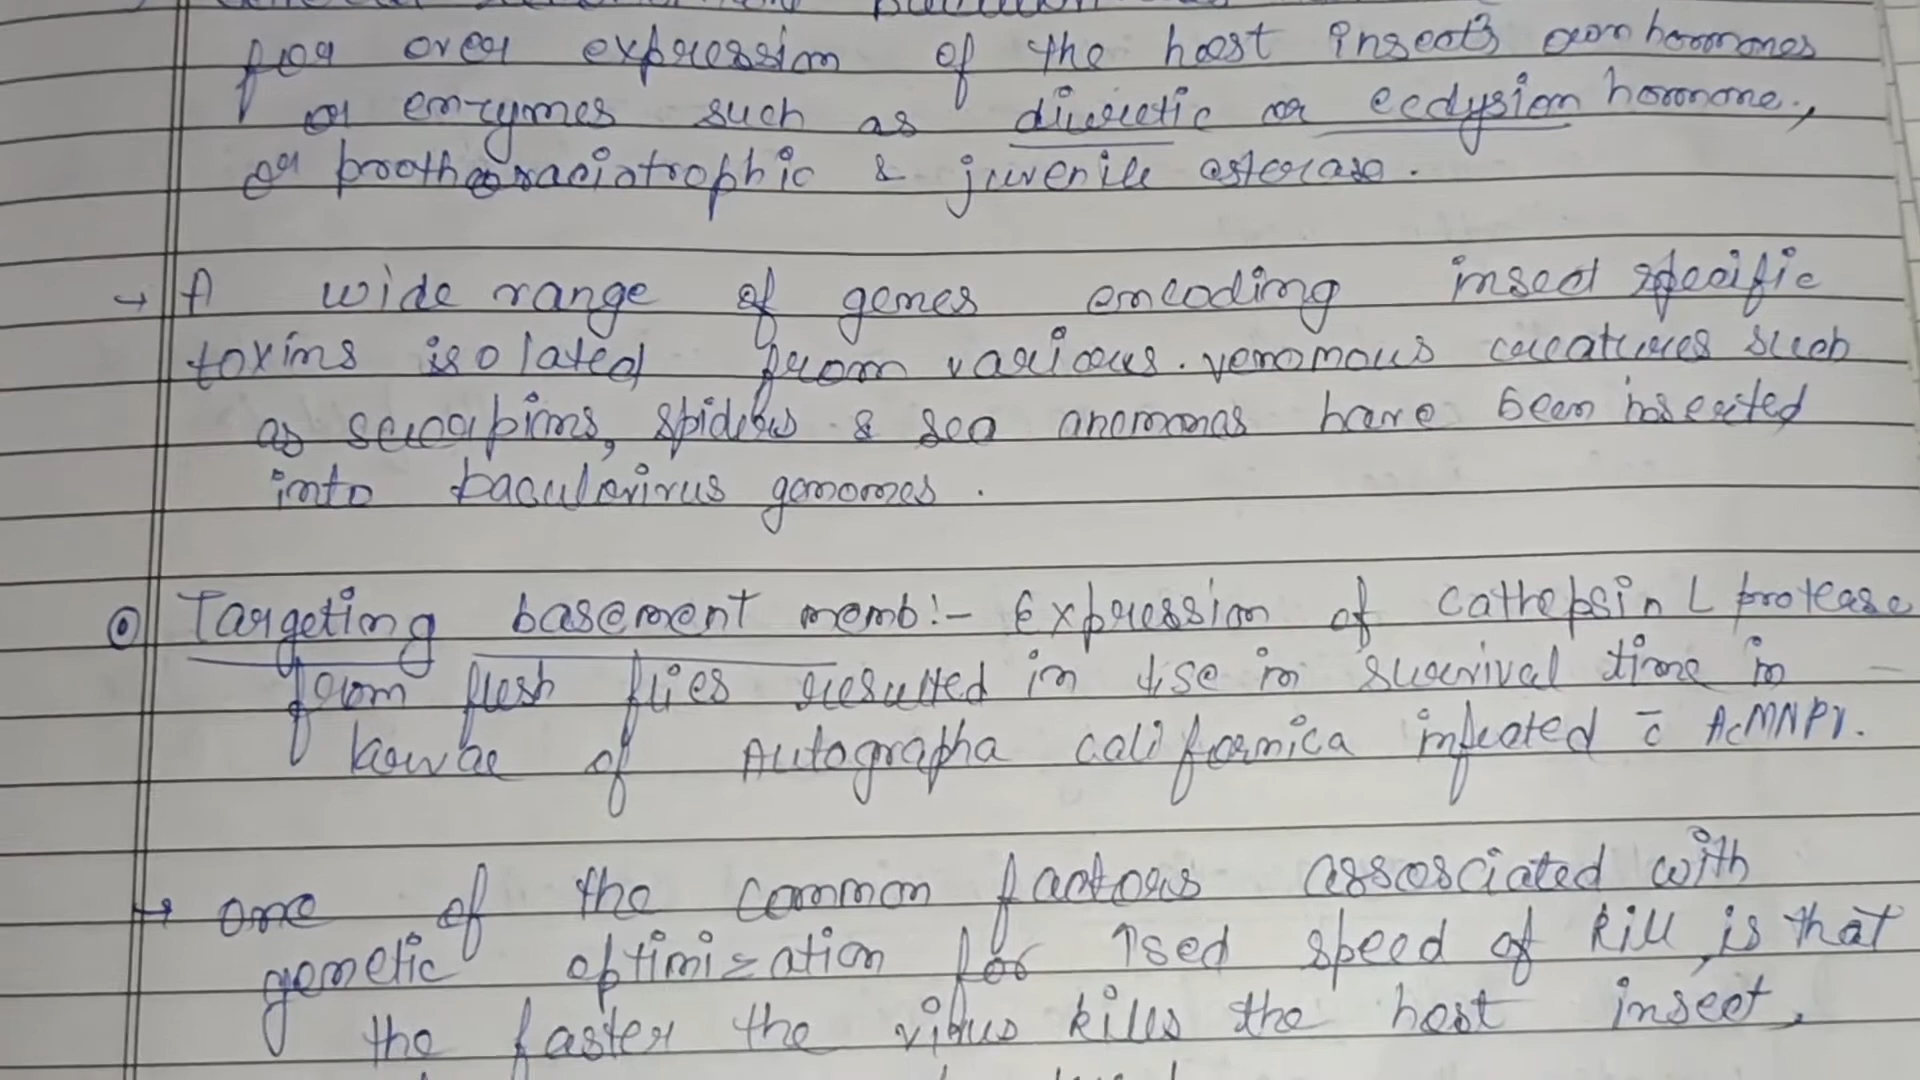 for over expression of the host insect's own hormones
or enzymes such as diuretic or ecdysion hormone,
or prothoraciotrophic & juvenile esterase.
→ A wide range of genes encoding insect specific
toxins isolated from various venomous creatures such
as scorpions, spiders & sea anemonas have been inserted
into baculovirus genomes.
⊙ Targeting basement memb:- Expression of cathepsin L protease
from flesh flies resulted in ↓se in survival time in
larvae of Autographa californica infected c̄ AcMNPV.
→ one of the common factors assosciated with
genetic optimization for ↑sed speed of kill is that
the faster the virus kills the host insect,